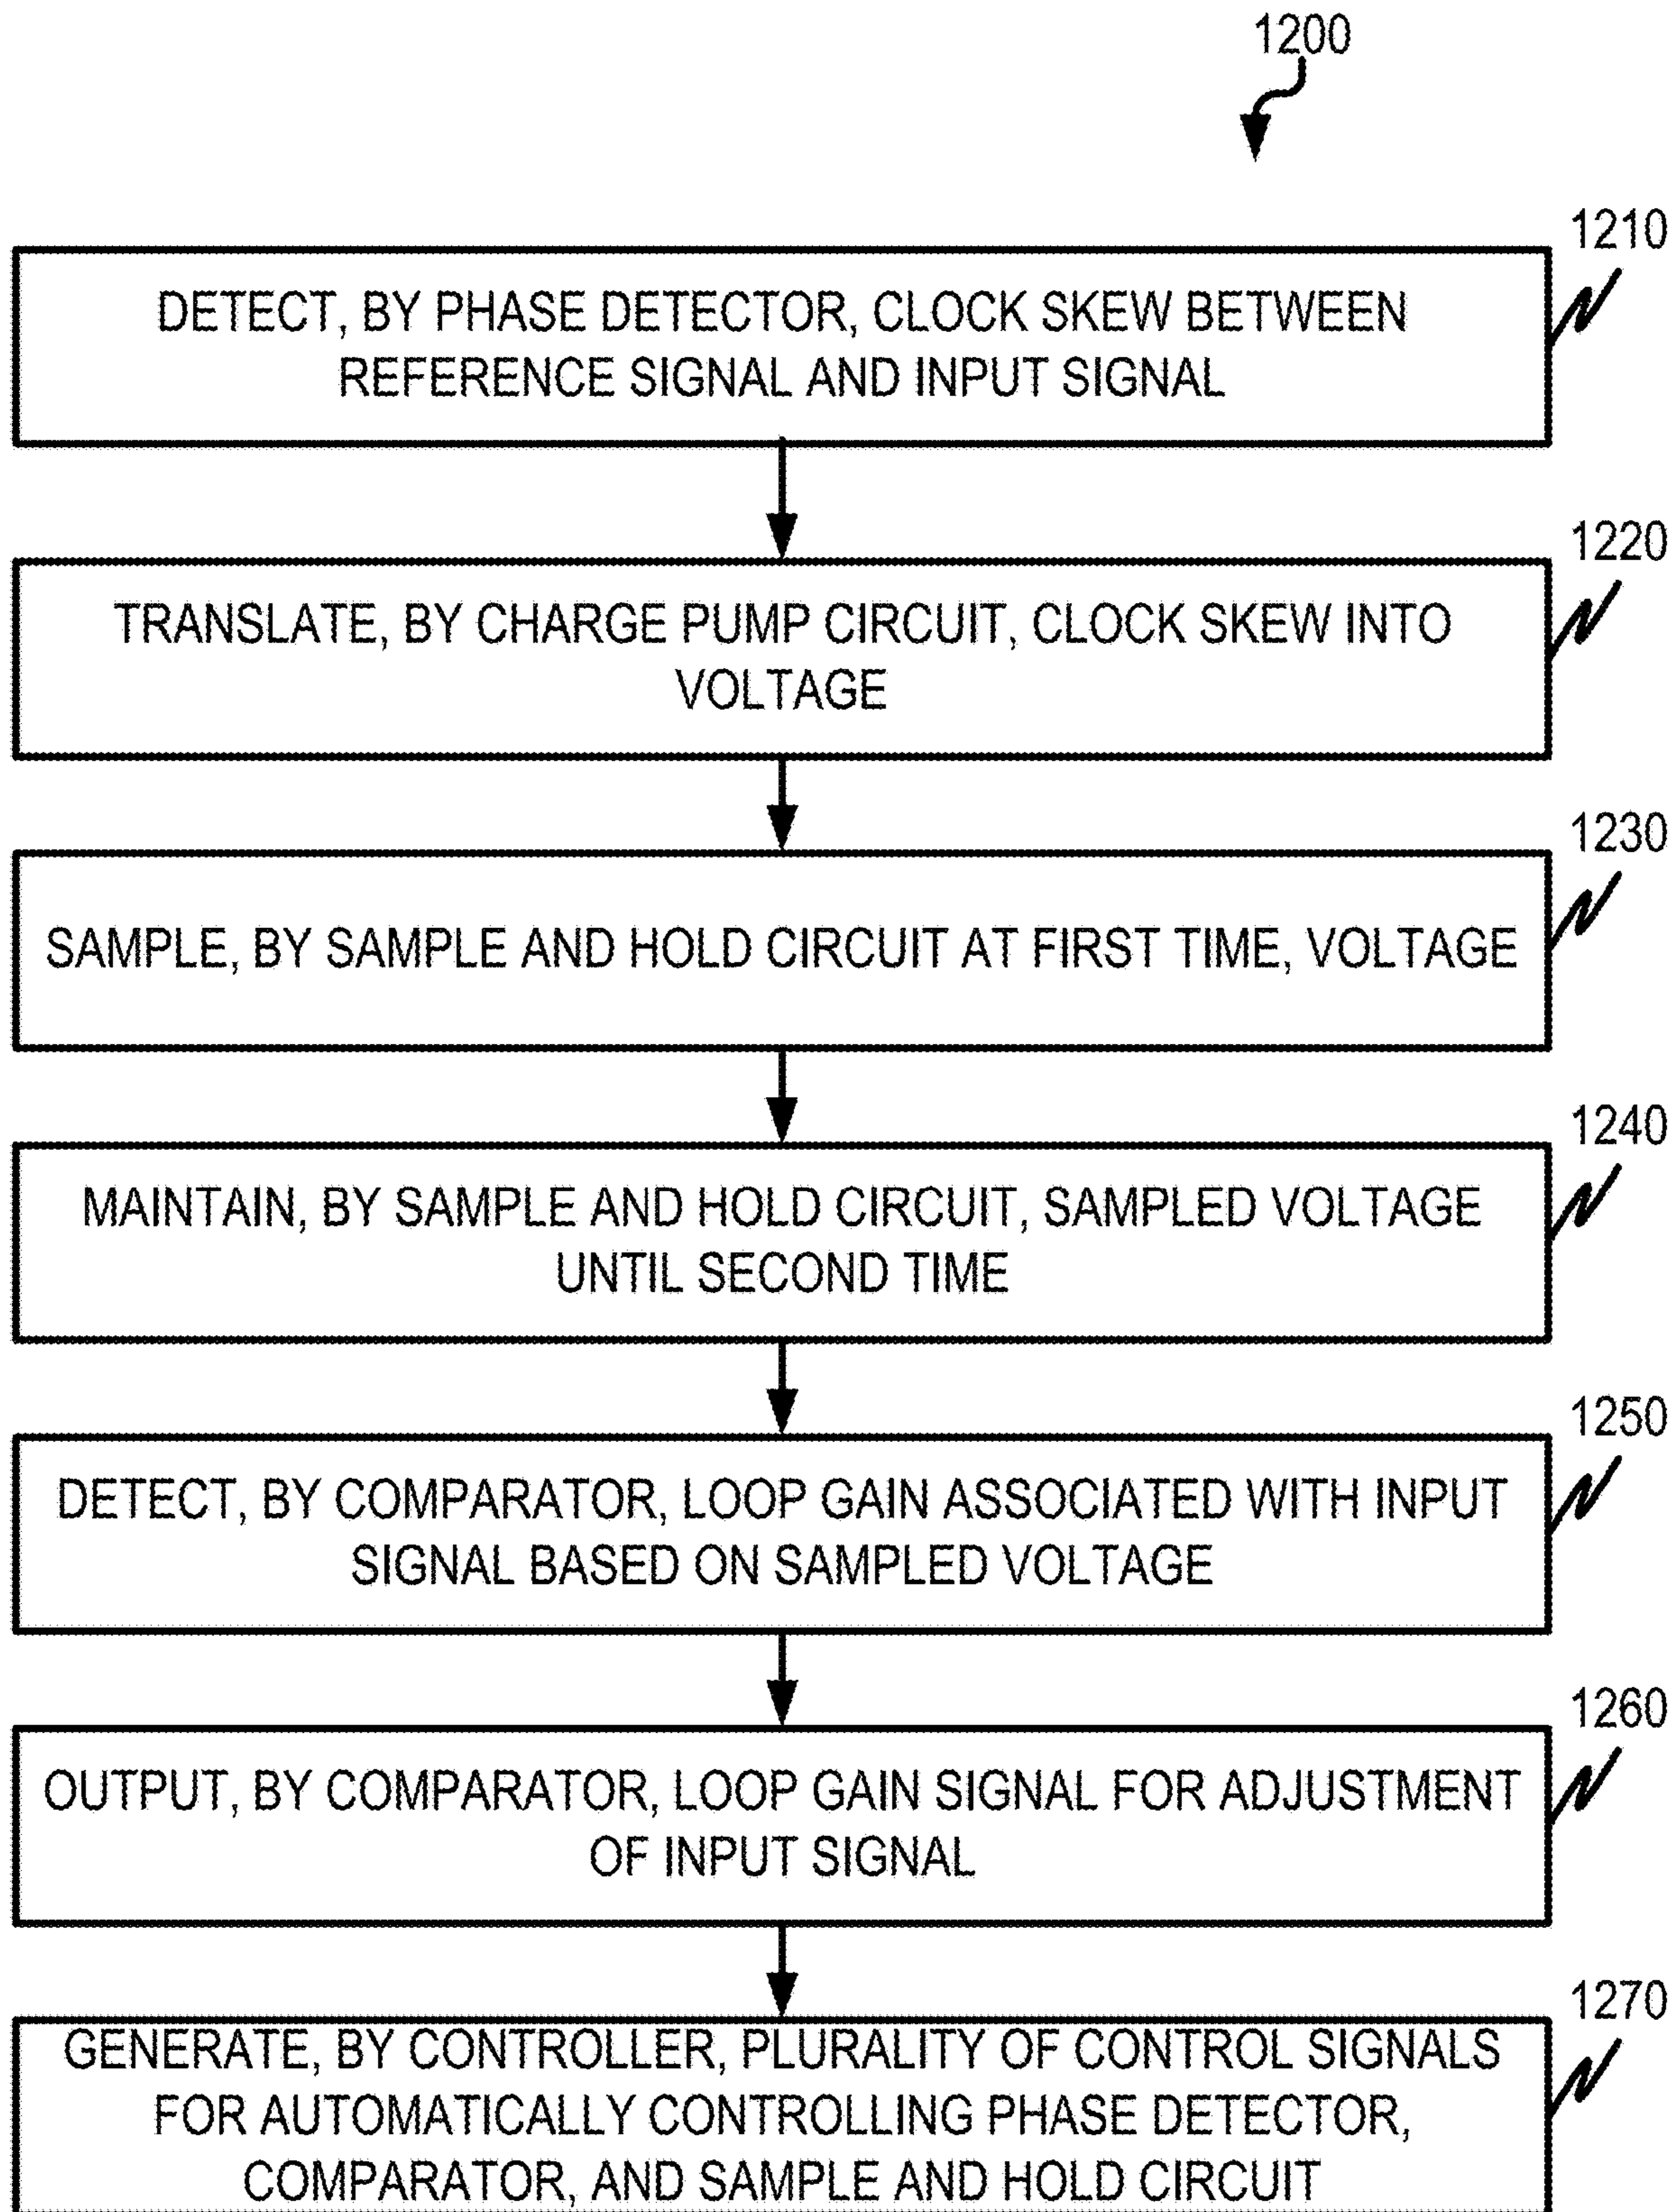 1200
1210
DETECT, BY PHASE DETECTOR, CLOCK SKEW BETWEEN
REFERENCE SIGNAL AND INPUT SIGNAL
1220
TRANSLATE, BY CHARGE PUMP CIRCUIT, CLOCK SKEW INTO
VOLTAGE
1230
SAMPLE, BY SAMPLE AND HOLD CIRCUIT AT FIRST TIME, VOLTAGE
1240
MAINTAIN, BY SAMPLE AND HOLD CIRCUIT, SAMPLED VOLTAGE
UNTIL SECOND TIME
1250
DETECT, BY COMPARATOR, LOOP GAIN ASSOCIATED WITH INPUT
SIGNAL BASED ON SAMPLED VOLTAGE
1260
OUTPUT, BY COMPARATOR, LOOP GAIN SIGNAL FOR ADJUSTMENT
OF INPUT SIGNAL
1270
GENERATE, BY CONTROLLER, PLURALITY OF CONTROL SIGNALS
FOR AUTOMATICALLY CONTROLLING PHASE DETECTOR,
COMPARATOR, AND SAMPLE AND HOLD CIRCUIT